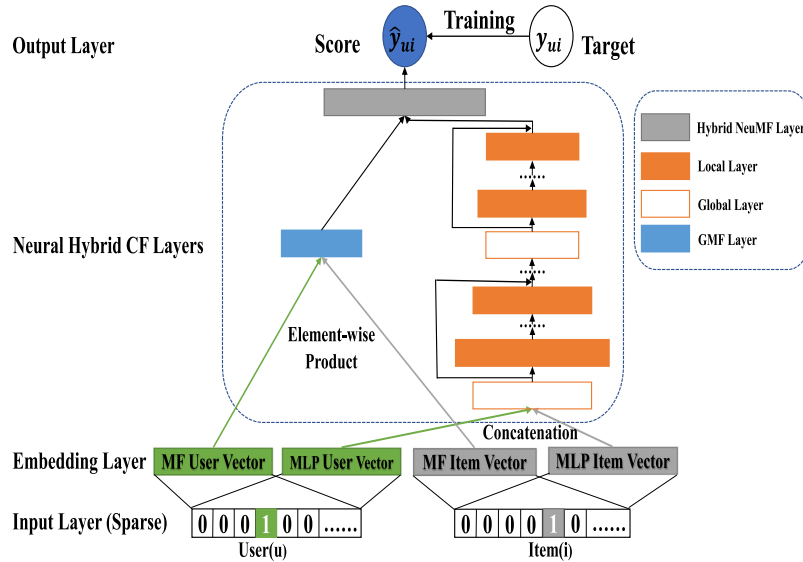 Output Layer
Score
ŷui
Training
yui
Target
Hybrid NeuMF Layer
Local Layer
Global Layer
GMF Layer
......
Neural Hybrid CF Layers
......
......
Element-wise
Product
Concatenation
Embedding Layer
MF User Vector
MLP User Vector
MF Item Vector
MLP Item Vector
Input Layer (Sparse)
0 0 0 1 0 0 ......
0 0 0 0 1 0 ......
User(u)
Item(i)